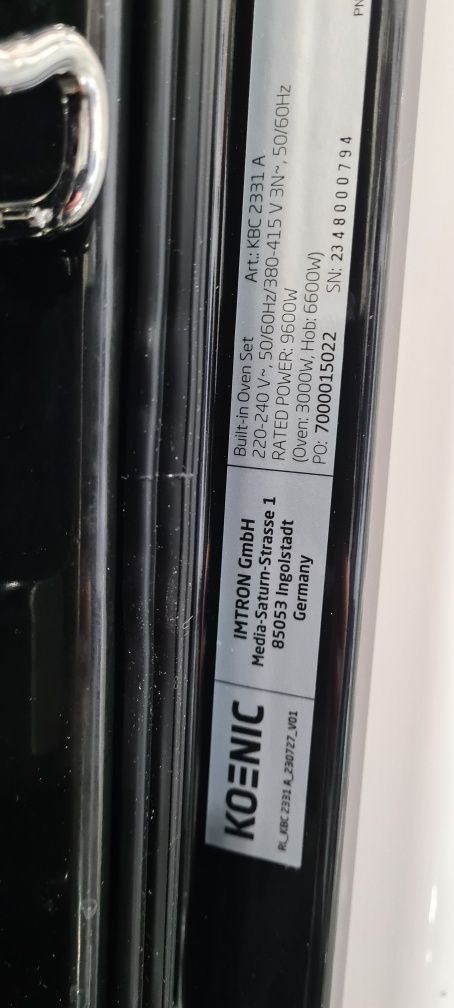 KOENIC
RL_KBC 2331 A_230727_V01
IMTRON GmbH
Media-Saturn-Strasse 1
85053 Ingolstadt
Germany
Built-in Oven Set Art.: KBC 2331 A
220-240 V~, 50/60Hz/380-415 V 3N~, 50/60Hz
RATED POWER: 9600W
(Oven: 3000W, Hob: 6600W)
PO: 7000015022 SN: 2348000794
PN